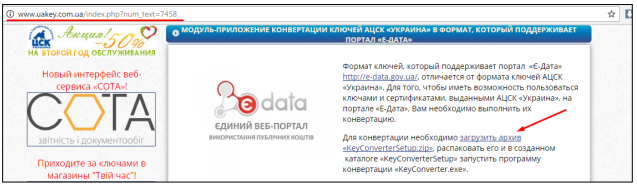 www.uakey.com.ua/index.php?num_text=7458
Акция! -50%
ЦСК
НА ВТОРОЙ ГОД ОБСЛУЖИВАНИЯ
Новый интерфейс веб-
сервиса «СОТА»!
СОТА
звітність і документообіг
Приходите за ключами в
магазины "Твій час"!
МОДУЛЬ-ПРИЛОЖЕНИЕ КОНВЕРТАЦИИ КЛЮЧЕЙ АЦСК «УКРАИНА» В ФОРМАТ, КОТОРЫЙ ПОДДЕРЖИВАЕТ
ПОРТАЛ «Е-ДАТА»
Є data
ЄДИНИЙ ВЕБ-ПОРТАЛ
ВИКОРИСТАННЯ ПУБЛІЧНИХ КОШТІВ
Формат ключей, который поддерживает портал «Є-Дата»
http://e-data.gov.ua/, отличается от формата ключей АЦСК
«Украина». Для того, чтобы иметь возможность пользоваться
ключами и сертификатами, выданными АЦСК «Украина», на
портале «Е-Дата», Вам необходимо выполнить их
конвертацию.
Для конвертации необходимо загрузить архив
«KeyConverterSetup.zip», распаковать его и в созданном
каталоге «KeyConverterSetup» запустить программу
конвертации «KeyConverter.exe».